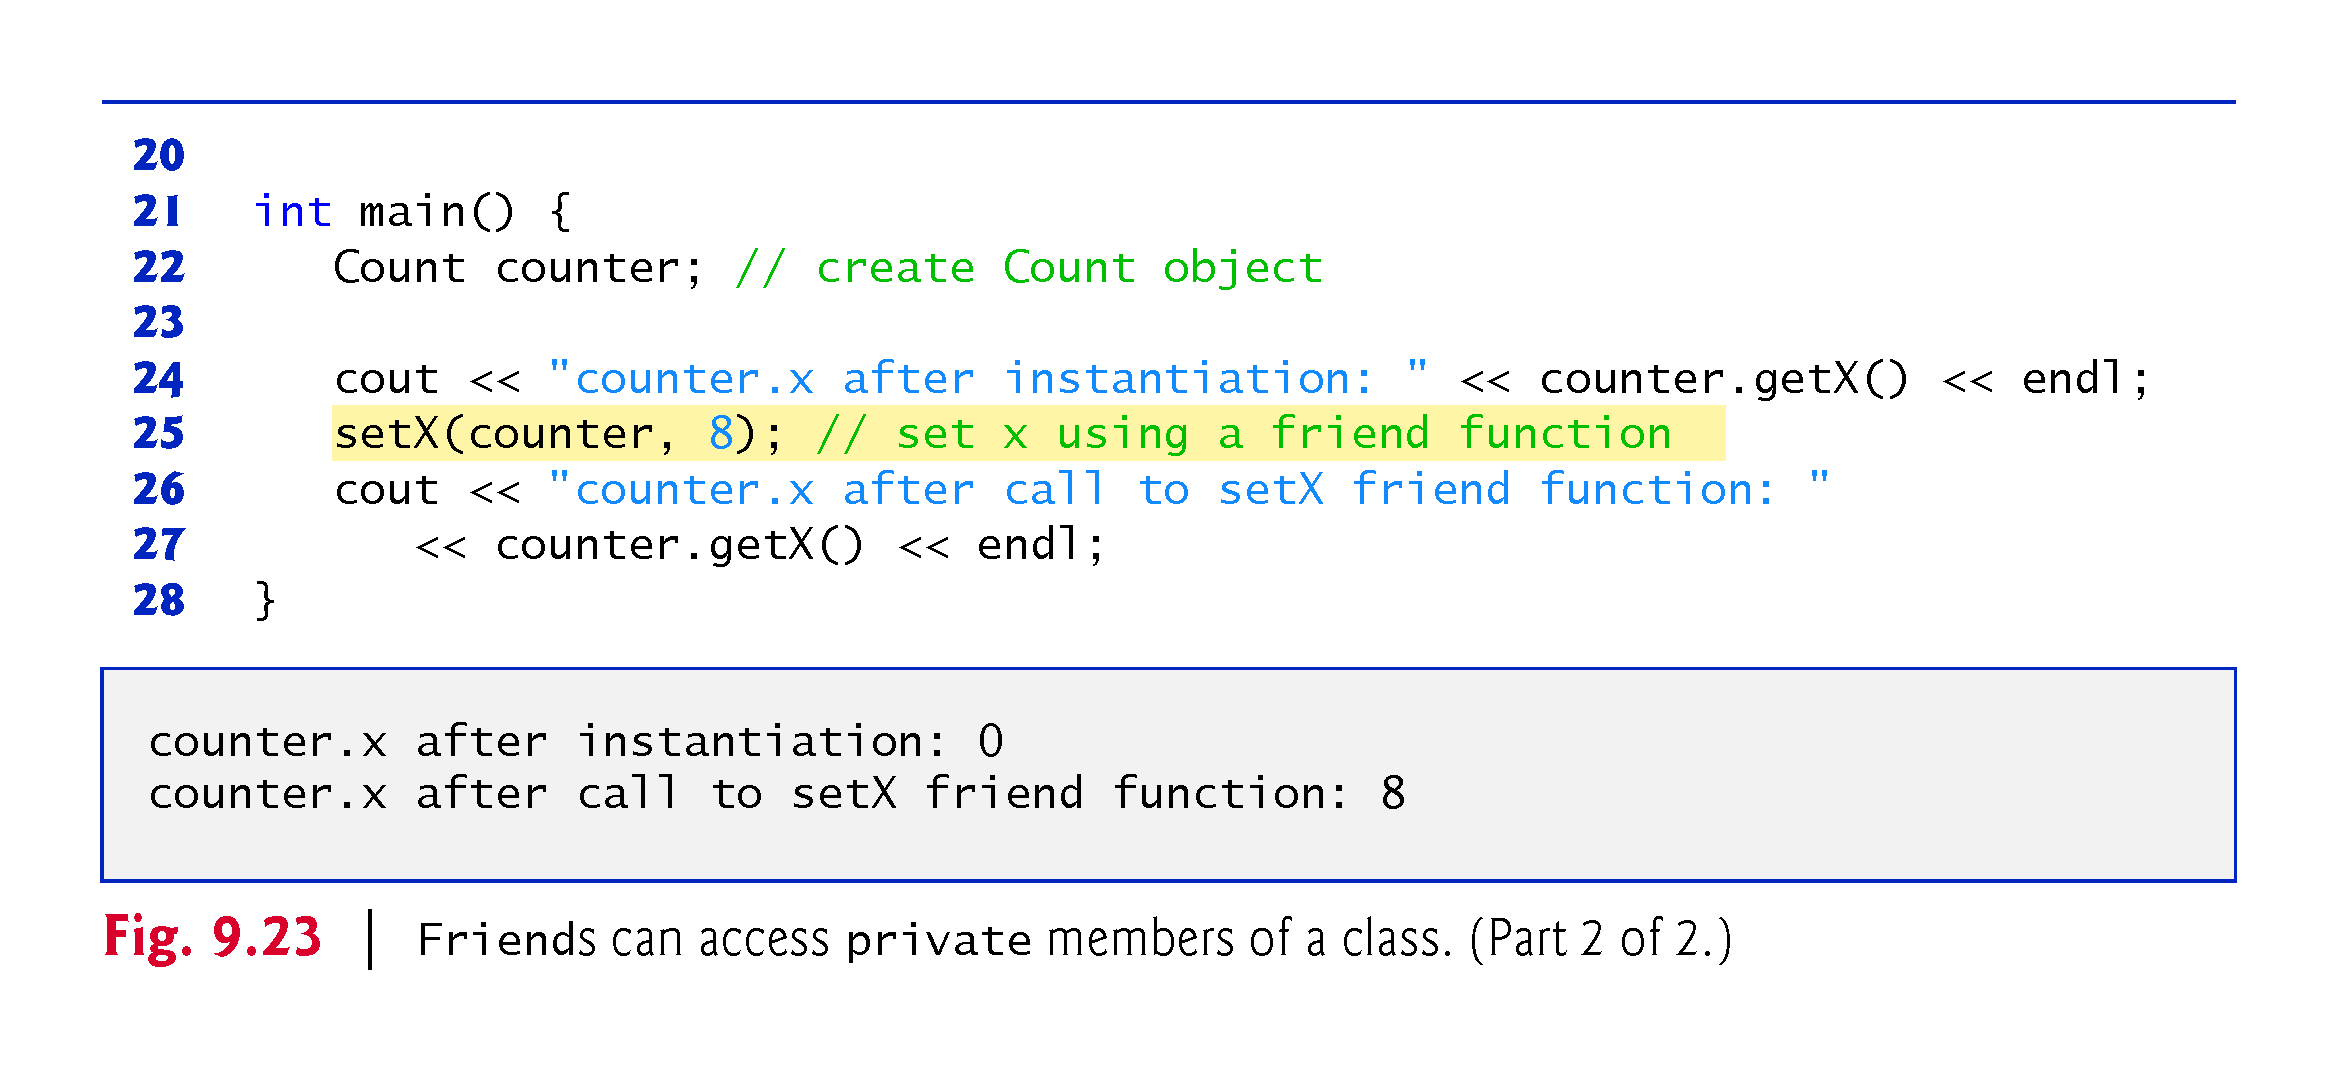 20
21 int main() {
22 Count counter; // create Count object
23
24 cout << "counter.x after instantiation: " << counter.getX() << endl;
25 setX(counter, 8); // set x using a friend function
26 cout << "counter.x after call to setX friend function: "
27 << counter.getX() << endl;
28 }
counter.x after instantiation: 0
counter.x after call to setX friend function: 8
Fig. 9.23 | Friends can access private members of a class. (Part 2 of 2.)